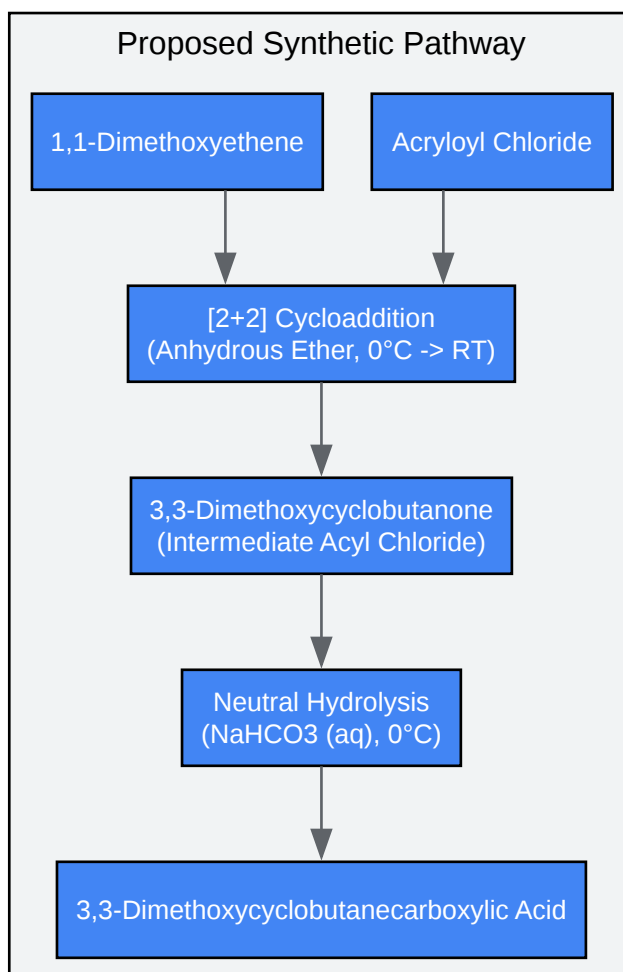 Proposed Synthetic Pathway
1,1-Dimethoxyethene
Acryloyl Chloride
[2+2] Cycloaddition
(Anhydrous Ether, 0°C -> RT)
3,3-Dimethoxycyclobutanone
(Intermediate Acyl Chloride)
Neutral Hydrolysis
(NaHCO3 (aq), 0°C)
3,3-Dimethoxycyclobutanecarboxylic Acid